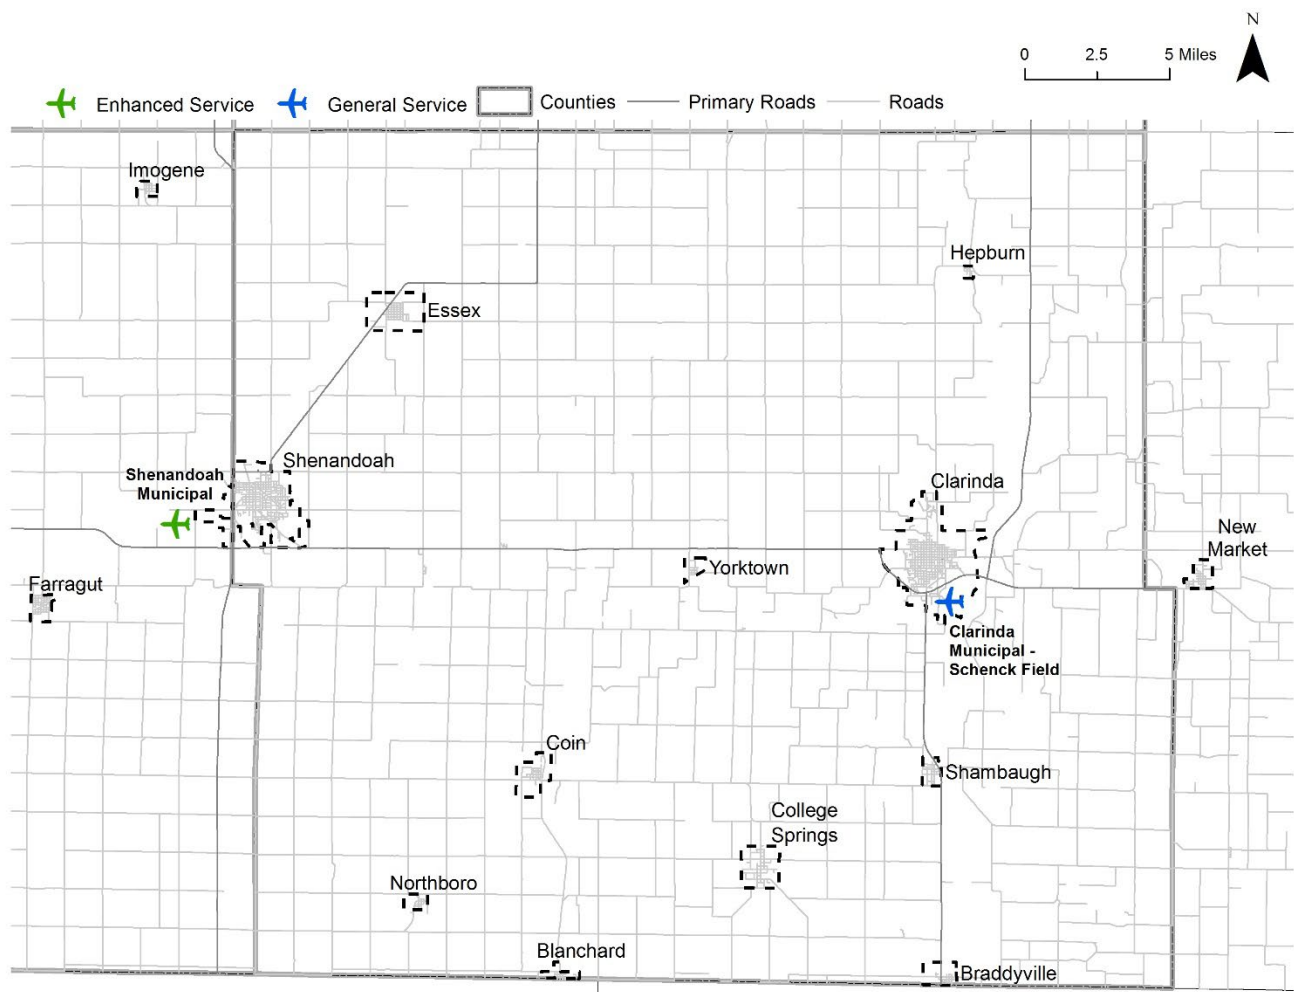 N
0 2.5 5 Miles
Enhanced Service General Service Counties Primary Roads Roads
Imogene
Hepburn
Essex
Shenandoah
Shenandoah
Municipal
Clarinda
New
Market
Yorktown
Farragut
Clarinda
Municipal -
Schenck Field
Coin
Shambaugh
College
Springs
Northboro
Blanchard
Braddyville